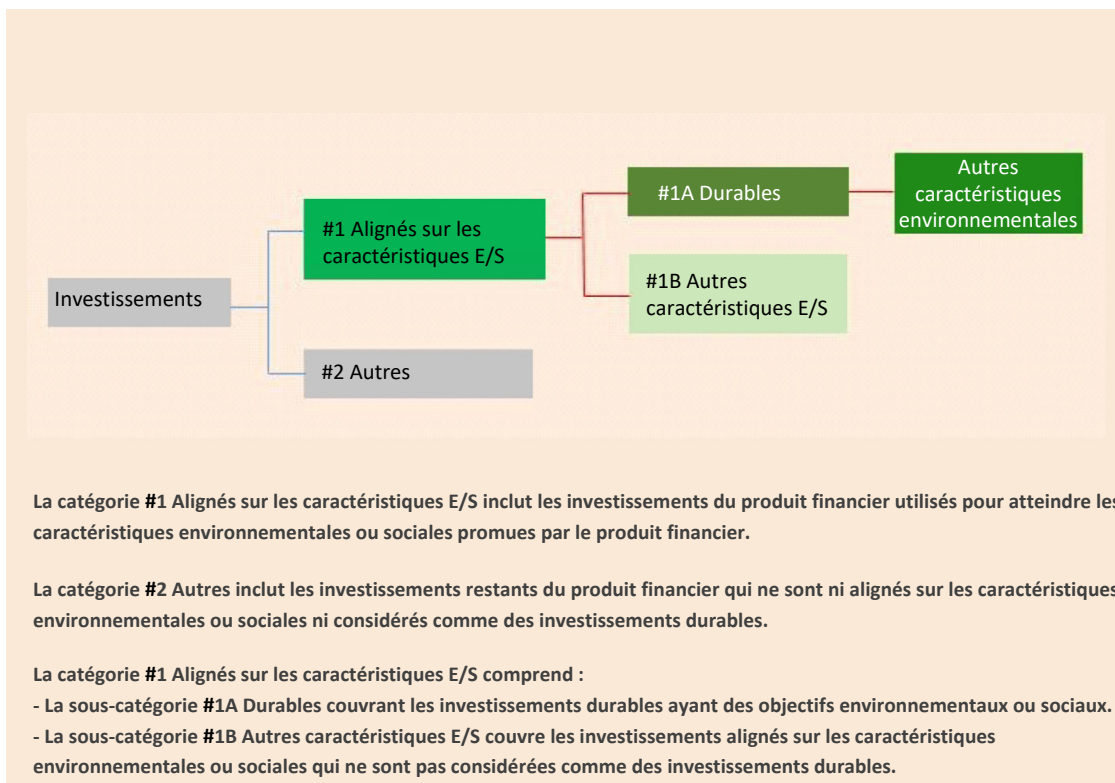 Autres
caractéristiques
environnementales
#1A Durables
#1 Alignés sur les
caractéristiques E/S
#1B Autres
caractéristiques E/S
Investissements
#2 Autres
La catégorie #1 Alignés sur les caractéristiques E/S inclut les investissements du produit financier utilisés pour atteindre les
caractéristiques environnementales ou sociales promues par le produit financier.
La catégorie #2 Autres inclut les investissements restants du produit financier qui ne sont ni alignés sur les caractéristiques
environnementales ou sociales ni considérés comme des investissements durables.
La catégorie #1 Alignés sur les caractéristiques E/S comprend :
- La sous-catégorie #1A Durables couvrant les investissements durables ayant des objectifs environnementaux ou sociaux.
- La sous-catégorie #1B Autres caractéristiques E/S couvre les investissements alignés sur les caractéristiques
environnementales ou sociales qui ne sont pas considérées comme des investissements durables.